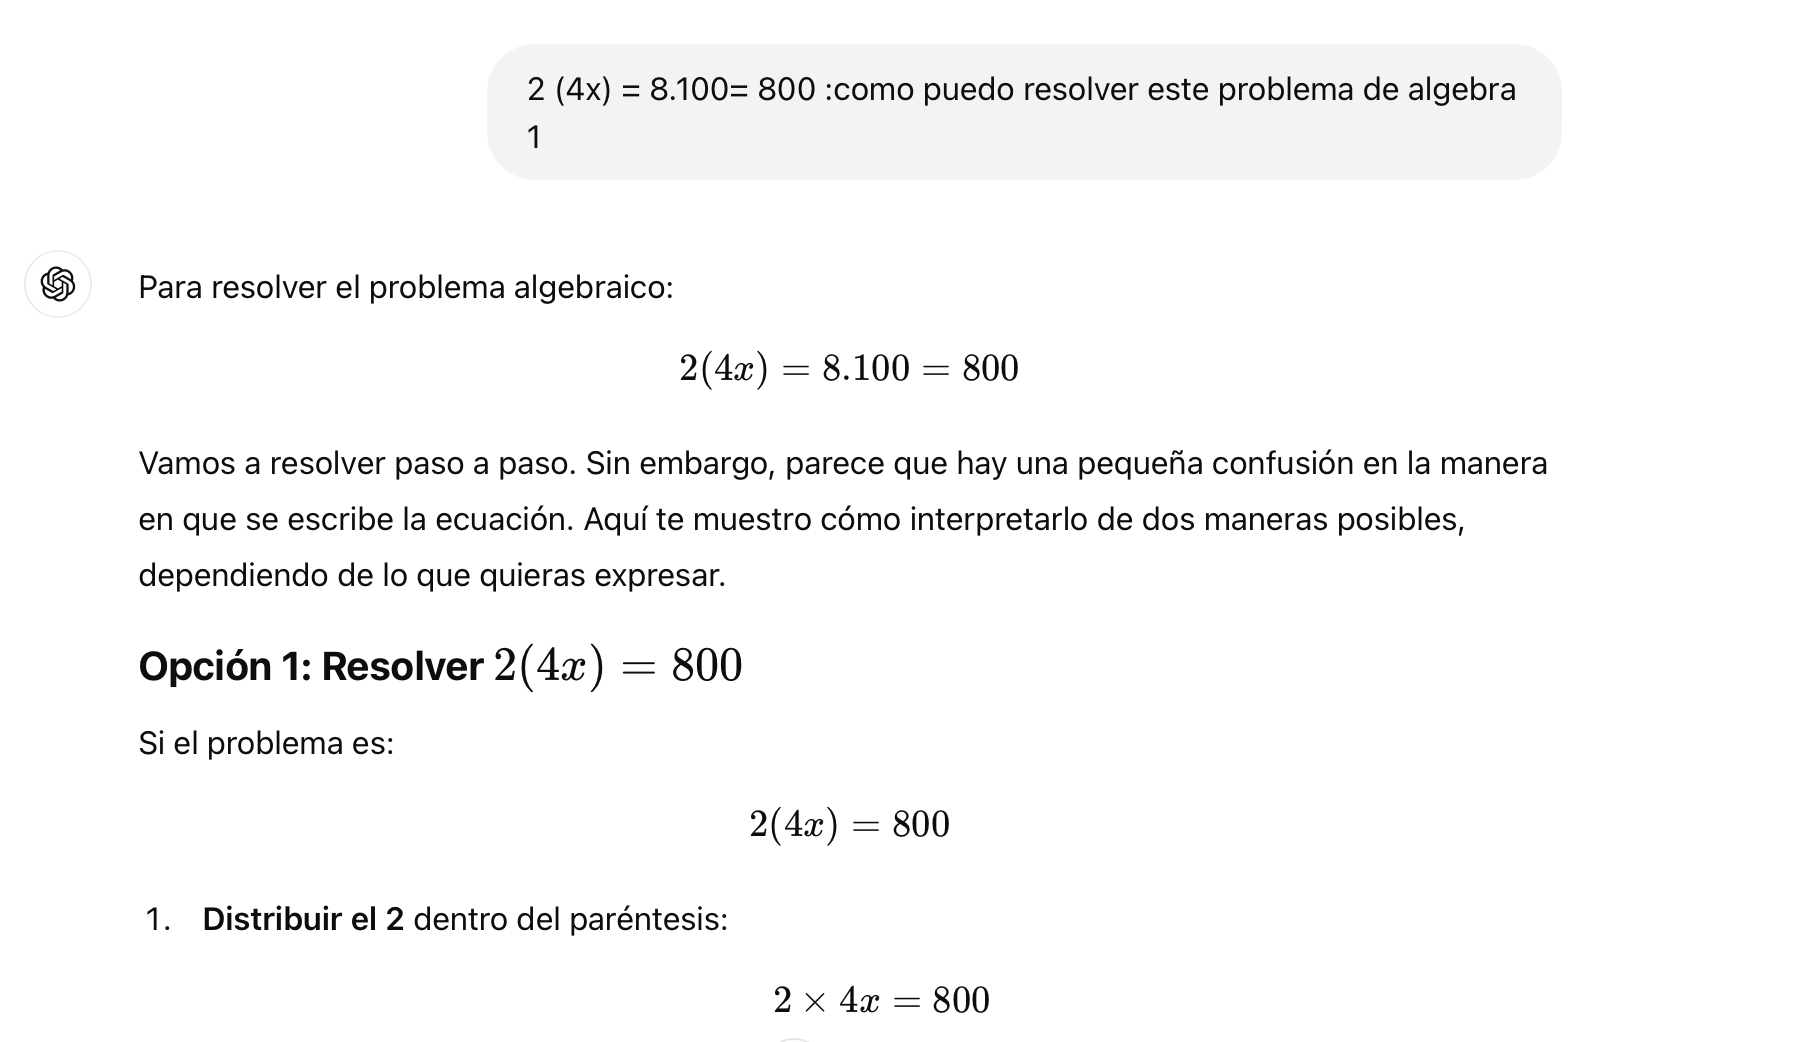 2 (4x) = 8.100= 800 :como puedo resolver este problema de algebra
1
Para resolver el problema algebraico:
2(4x) = 8.100 = 800
Vamos a resolver paso a paso. Sin embargo, parece que hay una pequeña confusión en la manera
en que se escribe la ecuación. Aquí te muestro cómo interpretarlo de dos maneras posibles,
dependiendo de lo que quieras expresar.
Opción 1: Resolver 2(4x) = 800
Si el problema es:
2(4x) = 800
1. Distribuir el 2 dentro del paréntesis:
2 × 4x = 800